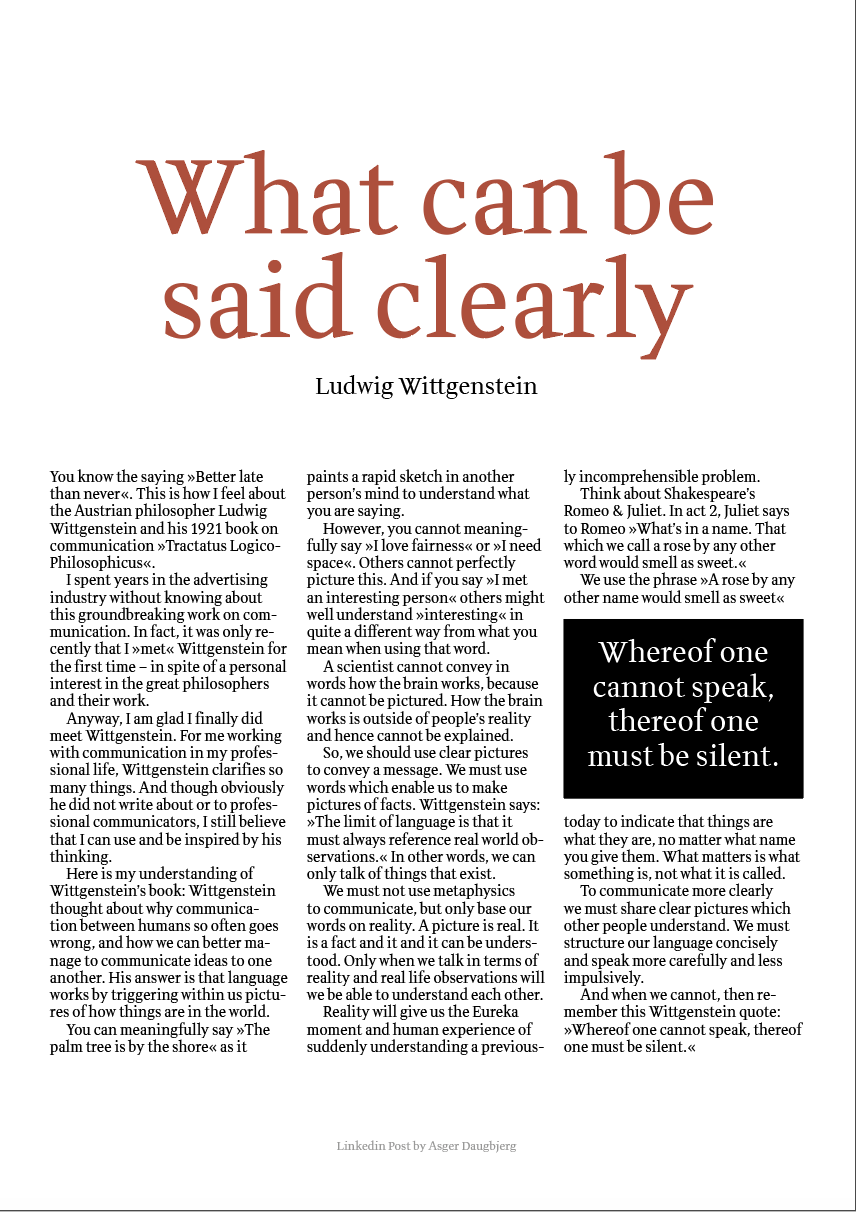 What can be
said clearly
Ludwig Wittgenstein
You know the saying »Better late
than never«. This is how I feel about
the Austrian philosopher Ludwig
Wittgenstein and his 1921 book on
communication »Tractatus Logico-
Philosophicus«.
I spent years in the advertising
industry without knowing about
this groundbreaking work on com-
munication. In fact, it was only re-
cently that I »met« Wittgenstein for
the first time – in spite of a personal
interest in the great philosophers
and their work.
Anyway, I am glad I finally did
meet Wittgenstein. For me working
with communication in my profes-
sional life, Wittgenstein clarifies so
many things. And though obviously
he did not write about or to profes-
sional communicators, I still believe
that I can use and be inspired by his
thinking.
Here is my understanding of
Wittgenstein's book: Wittgenstein
thought about why communica-
tion between humans so often goes
wrong, and how we can better ma-
nage to communicate ideas to one
another. His answer is that language
works by triggering within us pictu-
res of how things are in the world.
You can meaningfully say »The
palm tree is by the shore« as it
paints a rapid sketch in another
person's mind to understand what
you are saying.
However, you cannot meaning-
fully say »I love fairness« or »I need
space«. Others cannot perfectly
picture this. And if you say »I met
an interesting person« others might
well understand »interesting« in
quite a different way from what you
mean when using that word.
A scientist cannot convey in
words how the brain works, because
it cannot be pictured. How the brain
works is outside of people's reality
and hence cannot be explained.
So, we should use clear pictures
to convey a message. We must use
words which enable us to make
pictures of facts. Wittgenstein says:
»The limit of language is that it
must always reference real world ob-
servations.« In other words, we can
only talk of things that exist.
We must not use metaphysics
to communicate, but only base our
words on reality. A picture is real. It
is a fact and it and it can be unders-
tood. Only when we talk in terms of
reality and real life observations will
we be able to understand each other.
Reality will give us the Eureka
moment and human experience of
suddenly understanding a previous-
ly incomprehensible problem.
Think about Shakespeare's
Romeo & Juliet. In act 2, Juliet says
to Romeo »What's in a name. That
which we call a rose by any other
word would smell as sweet.«
We use the phrase »A rose by any
other name would smell as sweet«
Whereof one
cannot speak,
thereof one
must be silent.
today to indicate that things are
what they are, no matter what name
you give them. What matters is what
something is, not what it is called.
To communicate more clearly
we must share clear pictures which
other people understand. We must
structure our language concisely
and speak more carefully and less
impulsively.
And when we cannot, then re-
member this Wittgenstein quote:
»Whereof one cannot speak, thereof
one must be silent.«
Linkedin Post by Asger Daugbjerg